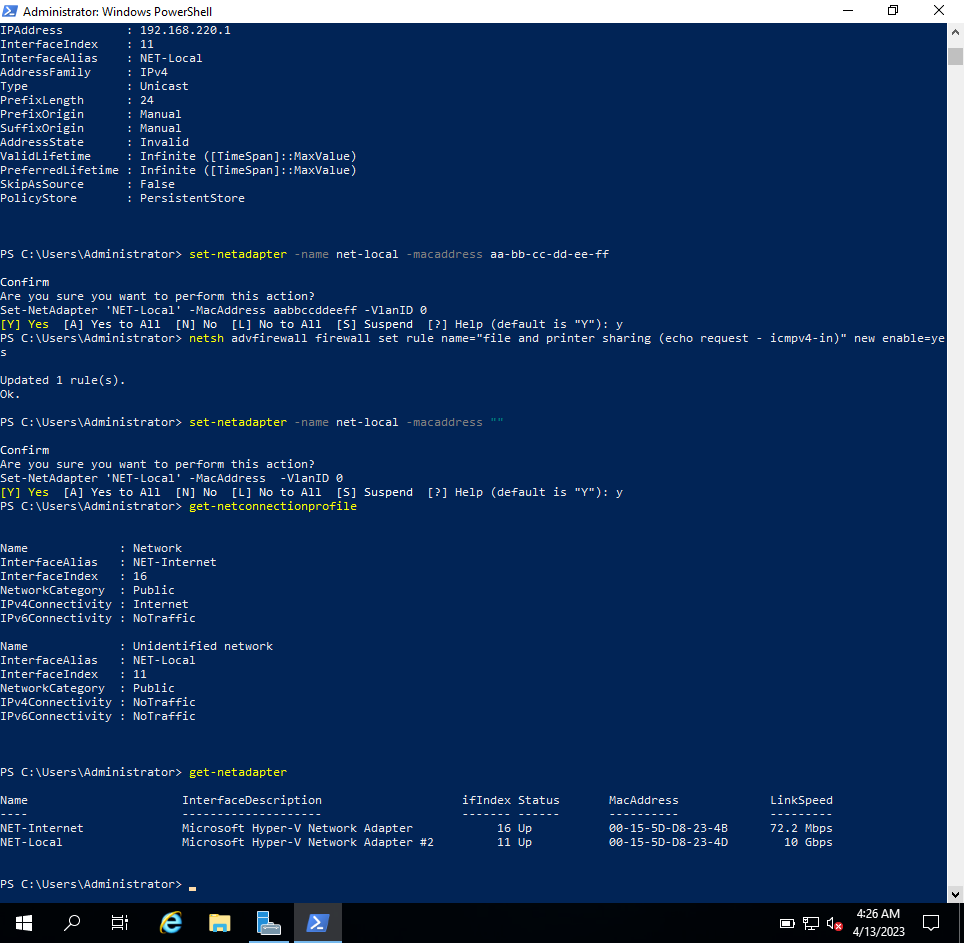 Administrator: Windows PowerShell
IPAddress         : 192.168.220.1
InterfaceIndex    : 11
InterfaceAlias    : NET-Local
AddressFamily     : IPv4
Type              : Unicast
PrefixLength      : 24
PrefixOrigin      : Manual
SuffixOrigin      : Manual
AddressState      : Invalid
ValidLifetime     : Infinite ([TimeSpan]::MaxValue)
PreferredLifetime : Infinite ([TimeSpan]::MaxValue)
SkipAsSource      : False
PolicyStore       : PersistentStore
PS C:\Users\Administrator> set-netadapter -name net-local -macaddress aa-bb-cc-dd-ee-ff
Confirm
Are you sure you want to perform this action?
Set-NetAdapter 'NET-Local' -MacAddress aabbccddeeff -VlanID 0
[Y] Yes  [A] Yes to All  [N] No  [L] No to All  [S] Suspend  [?] Help (default is "Y"): y
PS C:\Users\Administrator> netsh advfirewall firewall set rule name="file and printer sharing (echo request - icmpv4-in)" new enable=ye
s
Updated 1 rule(s).
Ok.
PS C:\Users\Administrator> set-netadapter -name net-local -macaddress ""
Confirm
Are you sure you want to perform this action?
Set-NetAdapter 'NET-Local' -MacAddress  -VlanID 0
[Y] Yes  [A] Yes to All  [N] No  [L] No to All  [S] Suspend  [?] Help (default is "Y"): y
PS C:\Users\Administrator> get-netconnectionprofile
Name             : Network
InterfaceAlias   : NET-Internet
InterfaceIndex   : 16
NetworkCategory  : Public
IPv4Connectivity : Internet
IPv6Connectivity : NoTraffic
Name             : Unidentified network
InterfaceAlias   : NET-Local
InterfaceIndex   : 11
NetworkCategory  : Public
IPv4Connectivity : NoTraffic
IPv6Connectivity : NoTraffic
PS C:\Users\Administrator> get-netadapter
Name                      InterfaceDescription                    ifIndex Status       MacAddress             LinkSpeed
----                      --------------------                    ------- ------       ----------             ---------
NET-Internet              Microsoft Hyper-V Network Adapter            16 Up           00-15-5D-D8-23-4B      72.2 Mbps
NET-Local                 Microsoft Hyper-V Network Adapter #2         11 Up           00-15-5D-D8-23-4D        10 Gbps
PS C:\Users\Administrator> _
4:26 AM
4/13/2023